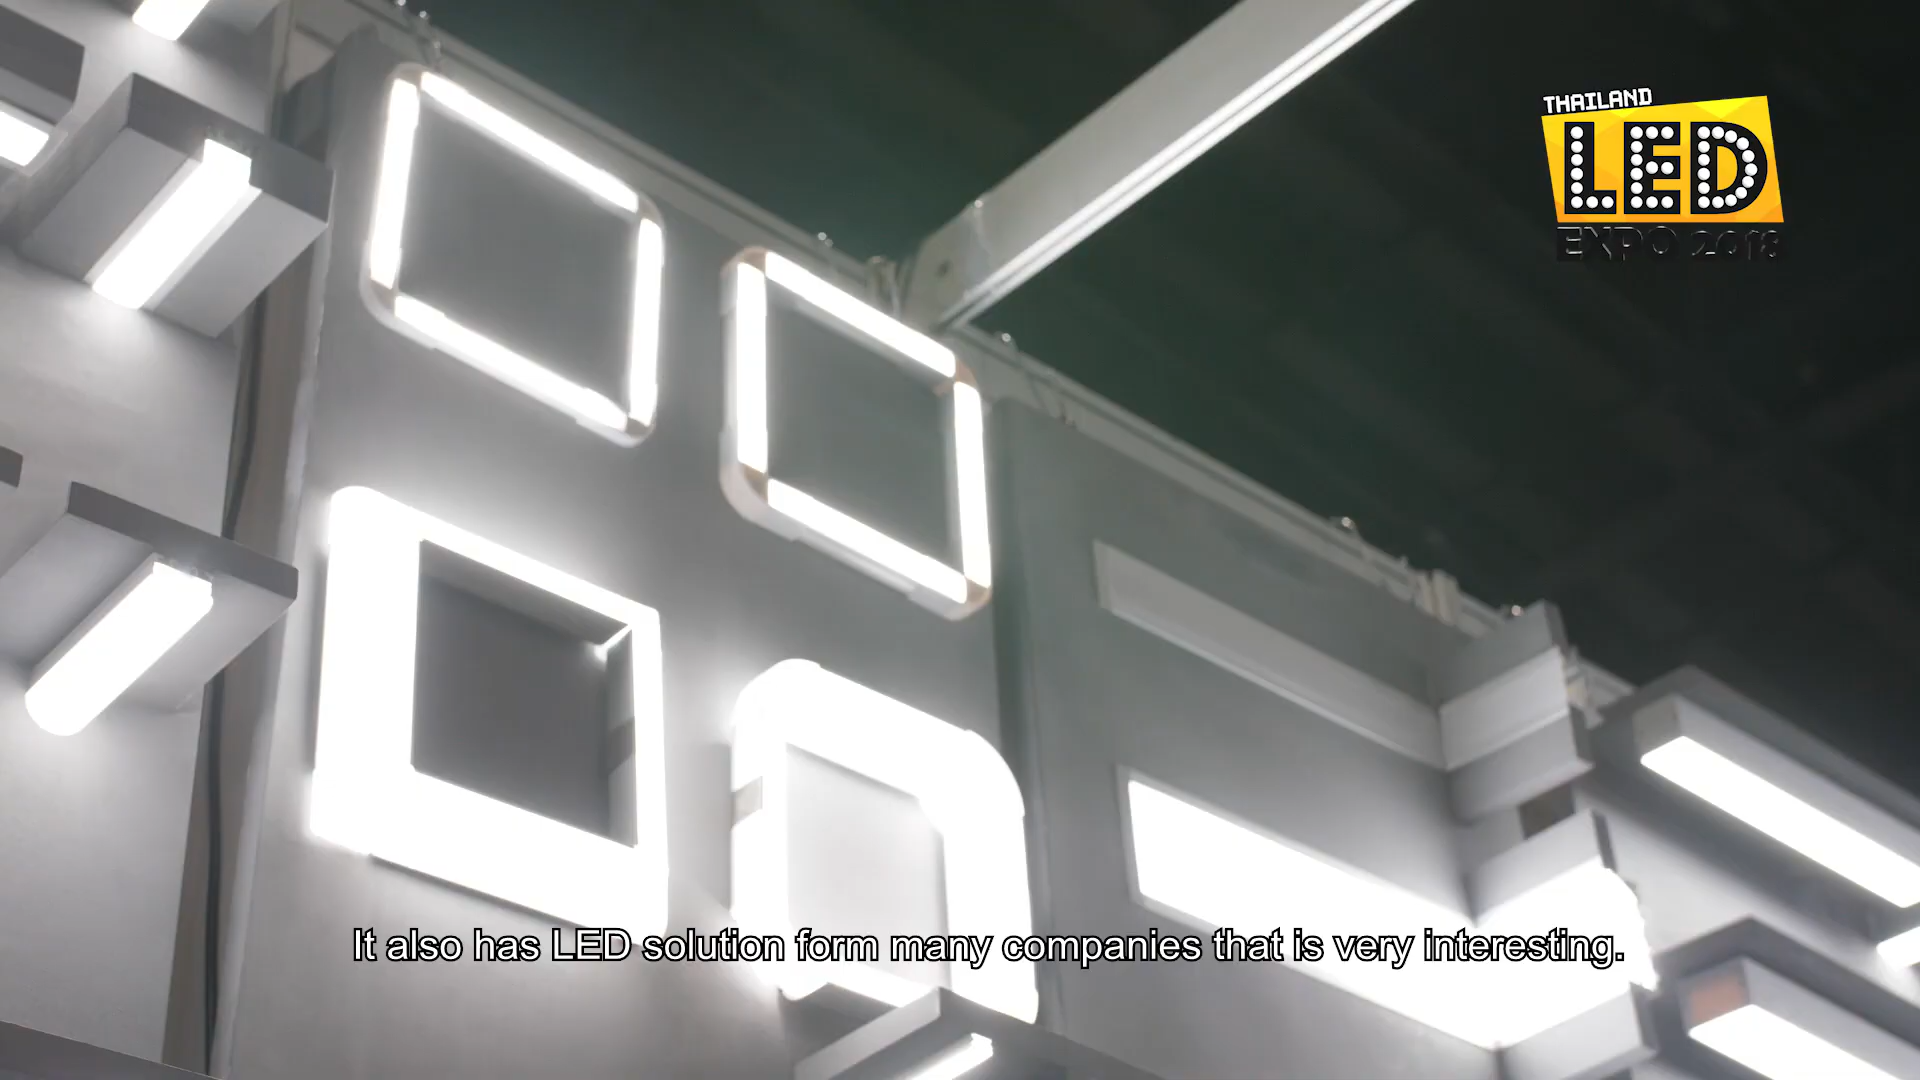 THAILAND
LED
EXPO 2018
It also has LED solution form many companies that is very interesting.